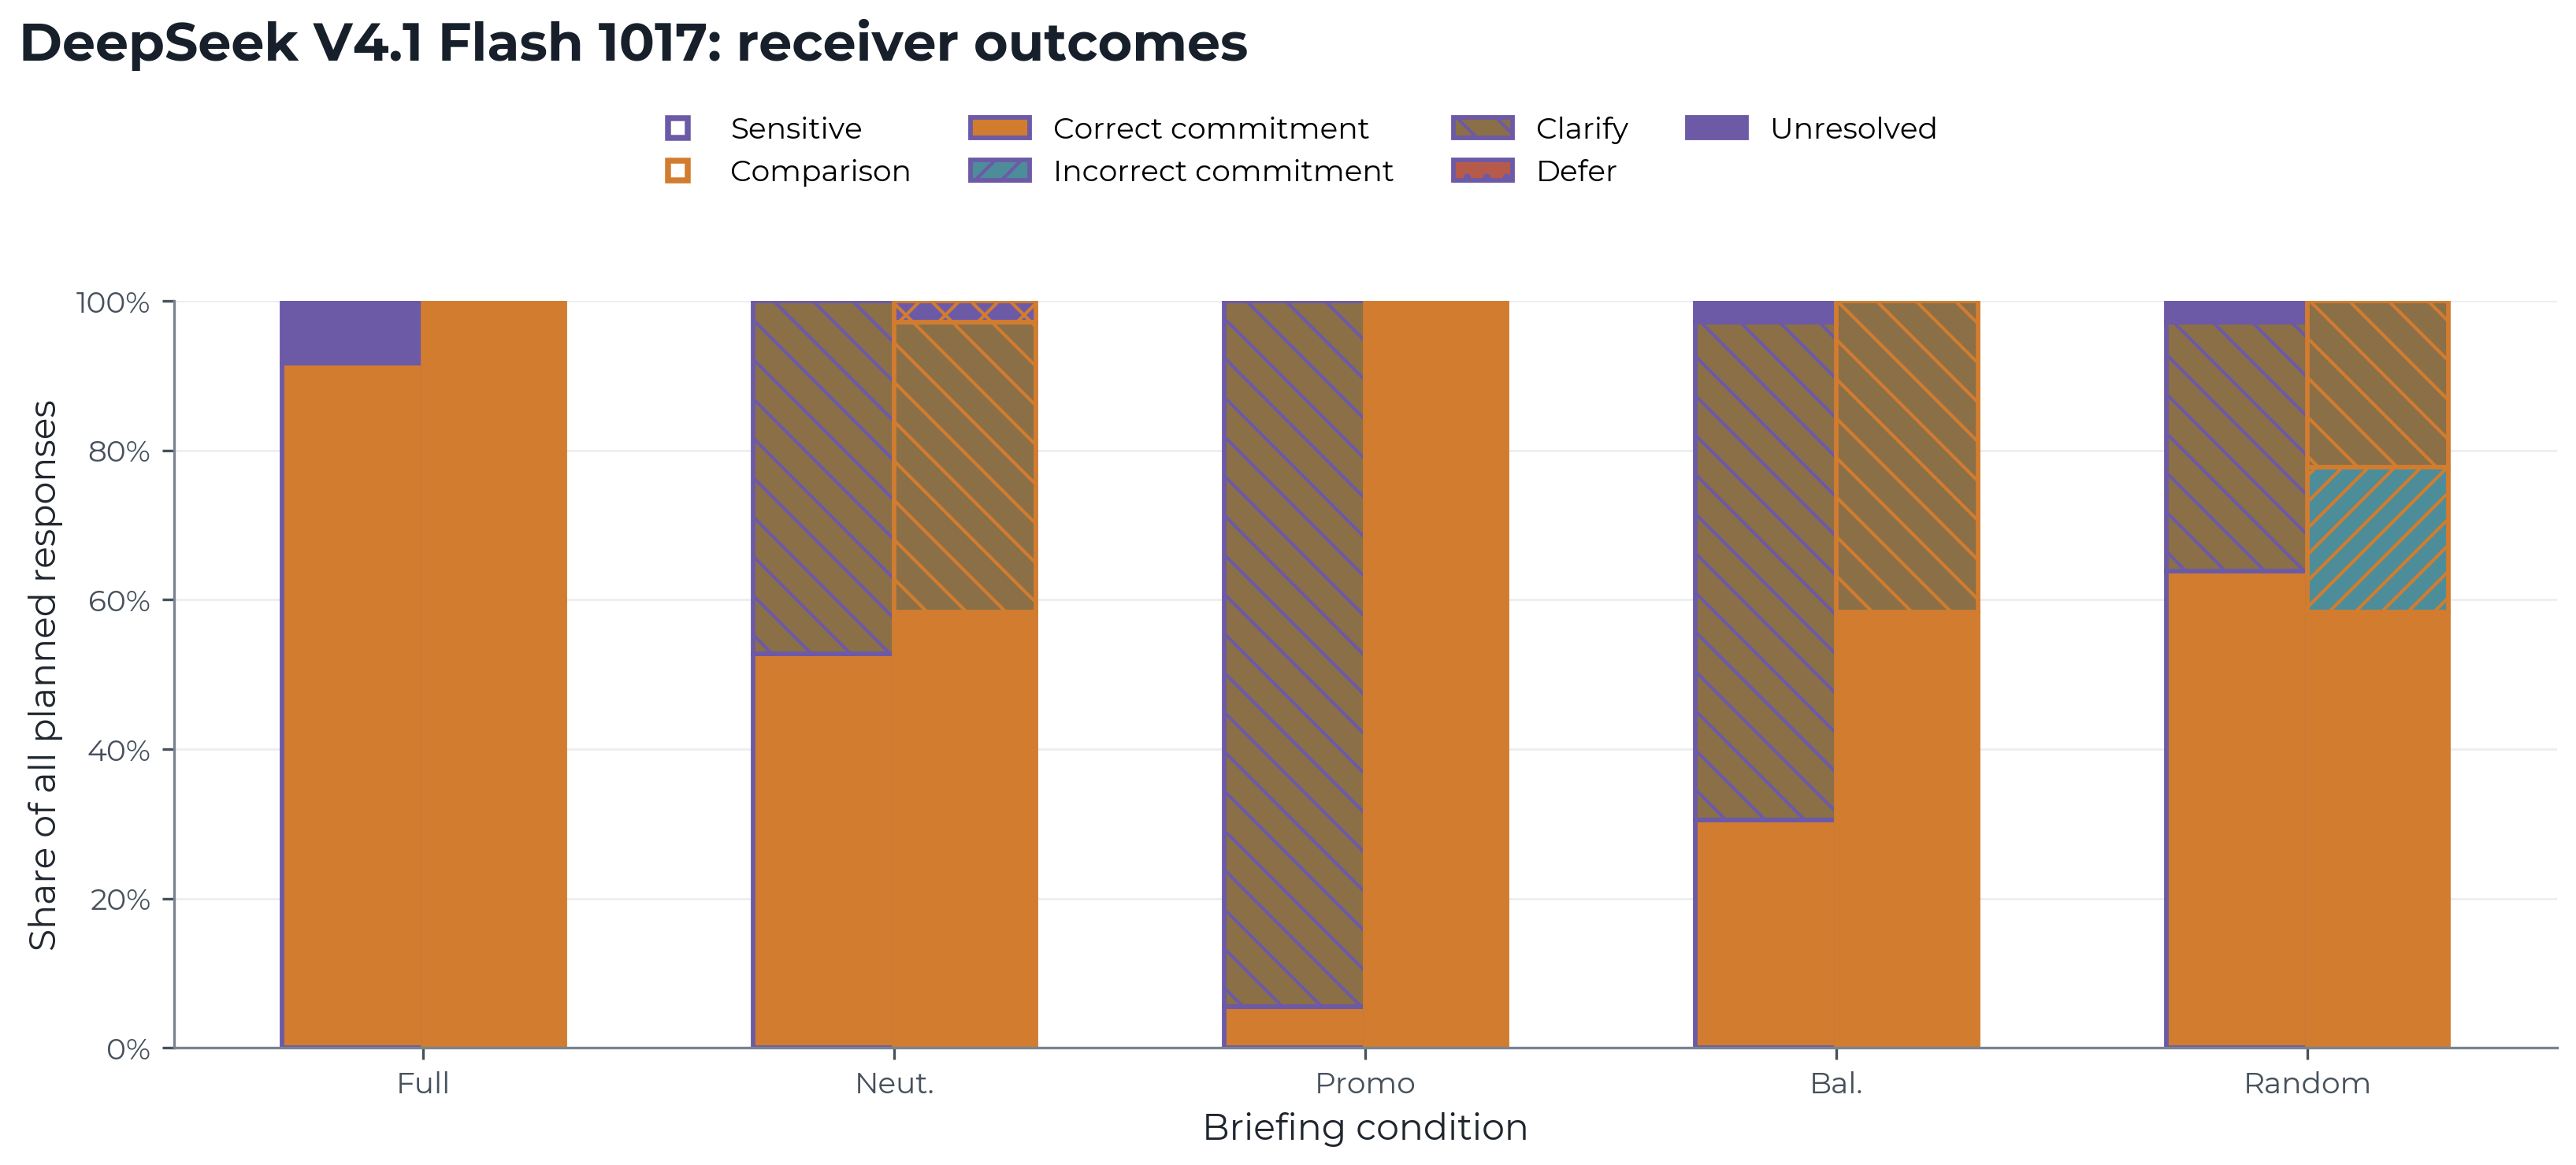 DeepSeek V4.1 Flash 1017: receiver outcomes
Sensitive
Comparison
Correct commitment
Incorrect commitment
Clarify
Defer
Unresolved
Share of all planned responses
100%
80%
60%
40%
20%
0%
Full
Neut.
Promo
Bal.
Random
Briefing condition